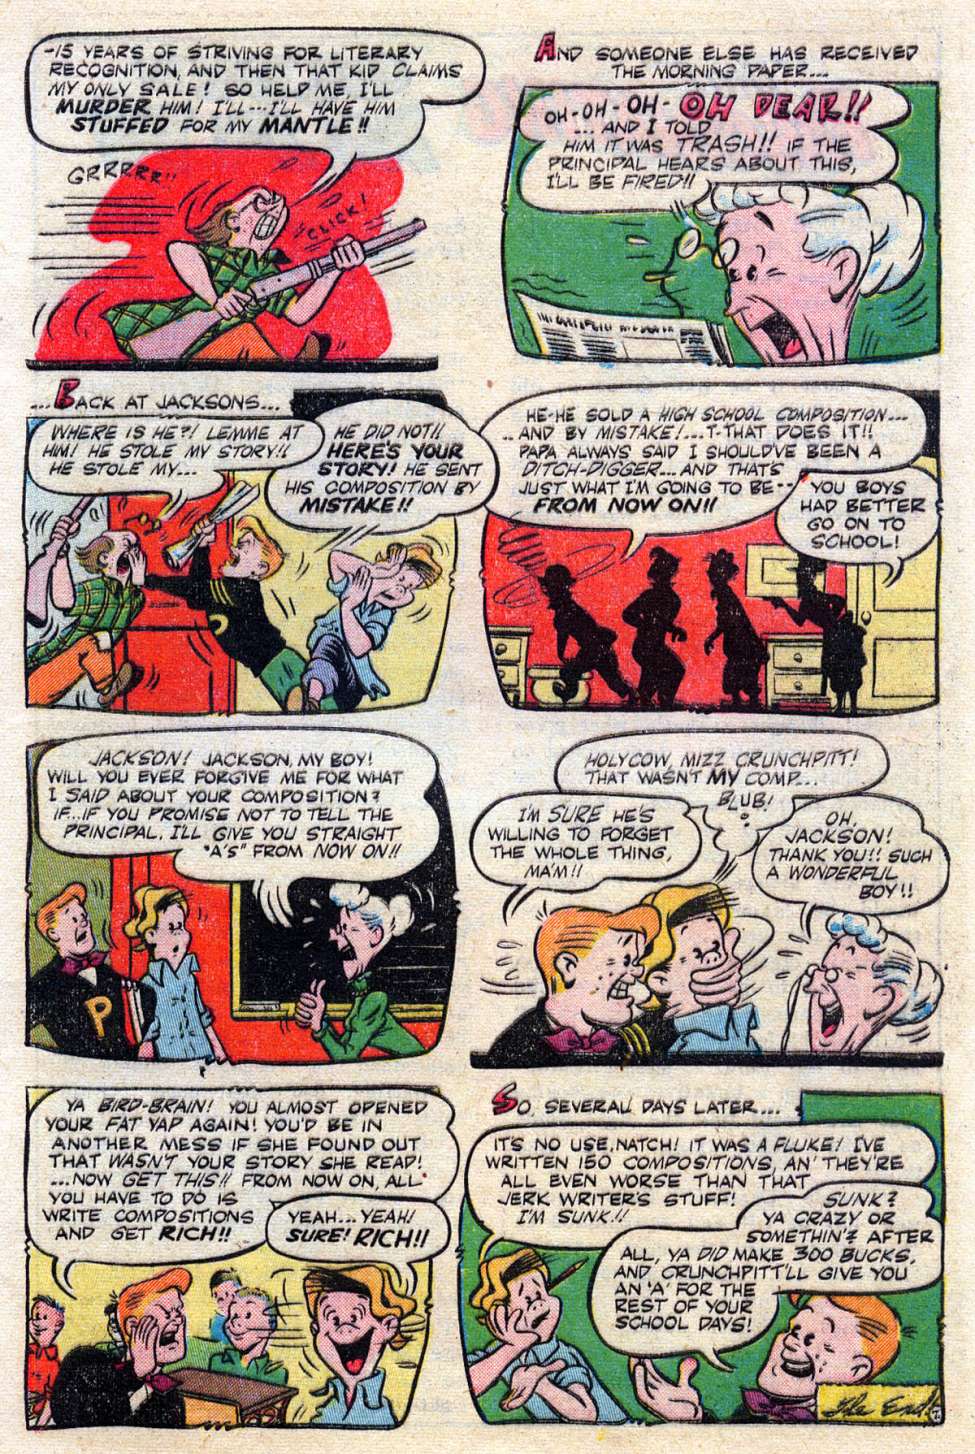 -15 YEARS OF STRIVING FOR LITERARY
RECOGNITION, AND THEN THAT KID CLAIMS
MY ONLY SALE! SO HELP ME, I'LL
MURDER HIM! I'LL---I'LL HAVE HIM
STUFFED FOR MY MANTLE!!
GRRRRR!!
CLICK!
AND SOMEONE ELSE HAS RECEIVED
THE MORNING PAPER...
OH-OH-OH-OH DEAR!!
... AND I TOLD
HIM IT WAS TRASH!! IF THE
PRINCIPAL HEARS ABOUT THIS,
I'LL BE FIRED!!
...BACK AT JACKSONS...
WHERE IS HE?! LEMME AT
HIM! HE STOLE MY STORY!!
HE STOLE MY...
HE DID NOT!!
HERE'S YOUR
STORY! HE SENT
HIS COMPOSITION BY
MISTAKE!!
P
HE-HE SOLD A HIGH SCHOOL COMPOSITION...
..AND BY MISTAKE!...T-THAT DOES IT!!
PAPA ALWAYS SAID I SHOULD'VE BEEN A
DITCH-DIGGER...AND THAT'S
JUST WHAT I'M GOING TO BE--
FROM NOW ON!!
YOU BOYS
HAD BETTER
GO ON TO
SCHOOL!
JACKSON! JACKSON, MY BOY!
WILL YOU EVER FORGIVE ME FOR WHAT
I SAID ABOUT YOUR COMPOSITION?
IF...IF YOU PROMISE NOT TO TELL THE
PRINCIPAL, I'LL GIVE YOU STRAIGHT
"A'S" FROM NOW ON!!
P
HOLY COW, MIZZ CRUNCHPITT!
THAT WASN'T MY COMP...
BLUB!
I'M SURE HE'S
WILLING TO FORGET
THE WHOLE THING,
MA'M!!
OH,
JACKSON!
THANK YOU!! SUCH
A WONDERFUL
BOY!!
YA BIRD-BRAIN! YOU ALMOST OPENED
YOUR FAT YAP AGAIN! YOU'D BE IN
ANOTHER MESS IF SHE FOUND OUT
THAT WASN'T YOUR STORY SHE READ!
...NOW GET THIS!! FROM NOW ON, ALL
YOU HAVE TO DO IS
WRITE COMPOSITIONS
AND GET RICH!!
YEAH...YEAH!
SURE! RICH!!
SO, SEVERAL DAYS LATER...
IT'S NO USE, NATCH! IT WAS A FLUKE! I'VE
WRITTEN 150 COMPOSITIONS, AN' THEY'RE
ALL EVEN WORSE THAN THAT
JERK WRITER'S STUFF!
I'M SUNK!!
SUNK?
YA CRAZY OR
SOMETHIN'? AFTER
ALL, YA DID MAKE 300 BUCKS,
AND CRUNCHPITT'LL GIVE YOU
AN 'A' FOR THE
REST OF YOUR
SCHOOL DAYS!
The End!